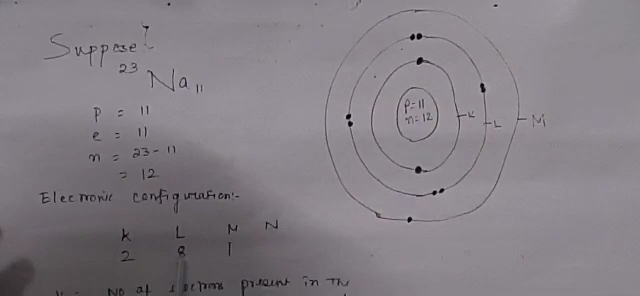 Suppose:-
23 Na 11
P = 11
e = 11
n = 23-11
= 12
Electronic configuration:-
K L M N
2 8 1
No of electrons present in the
P=11
n=12
K L M